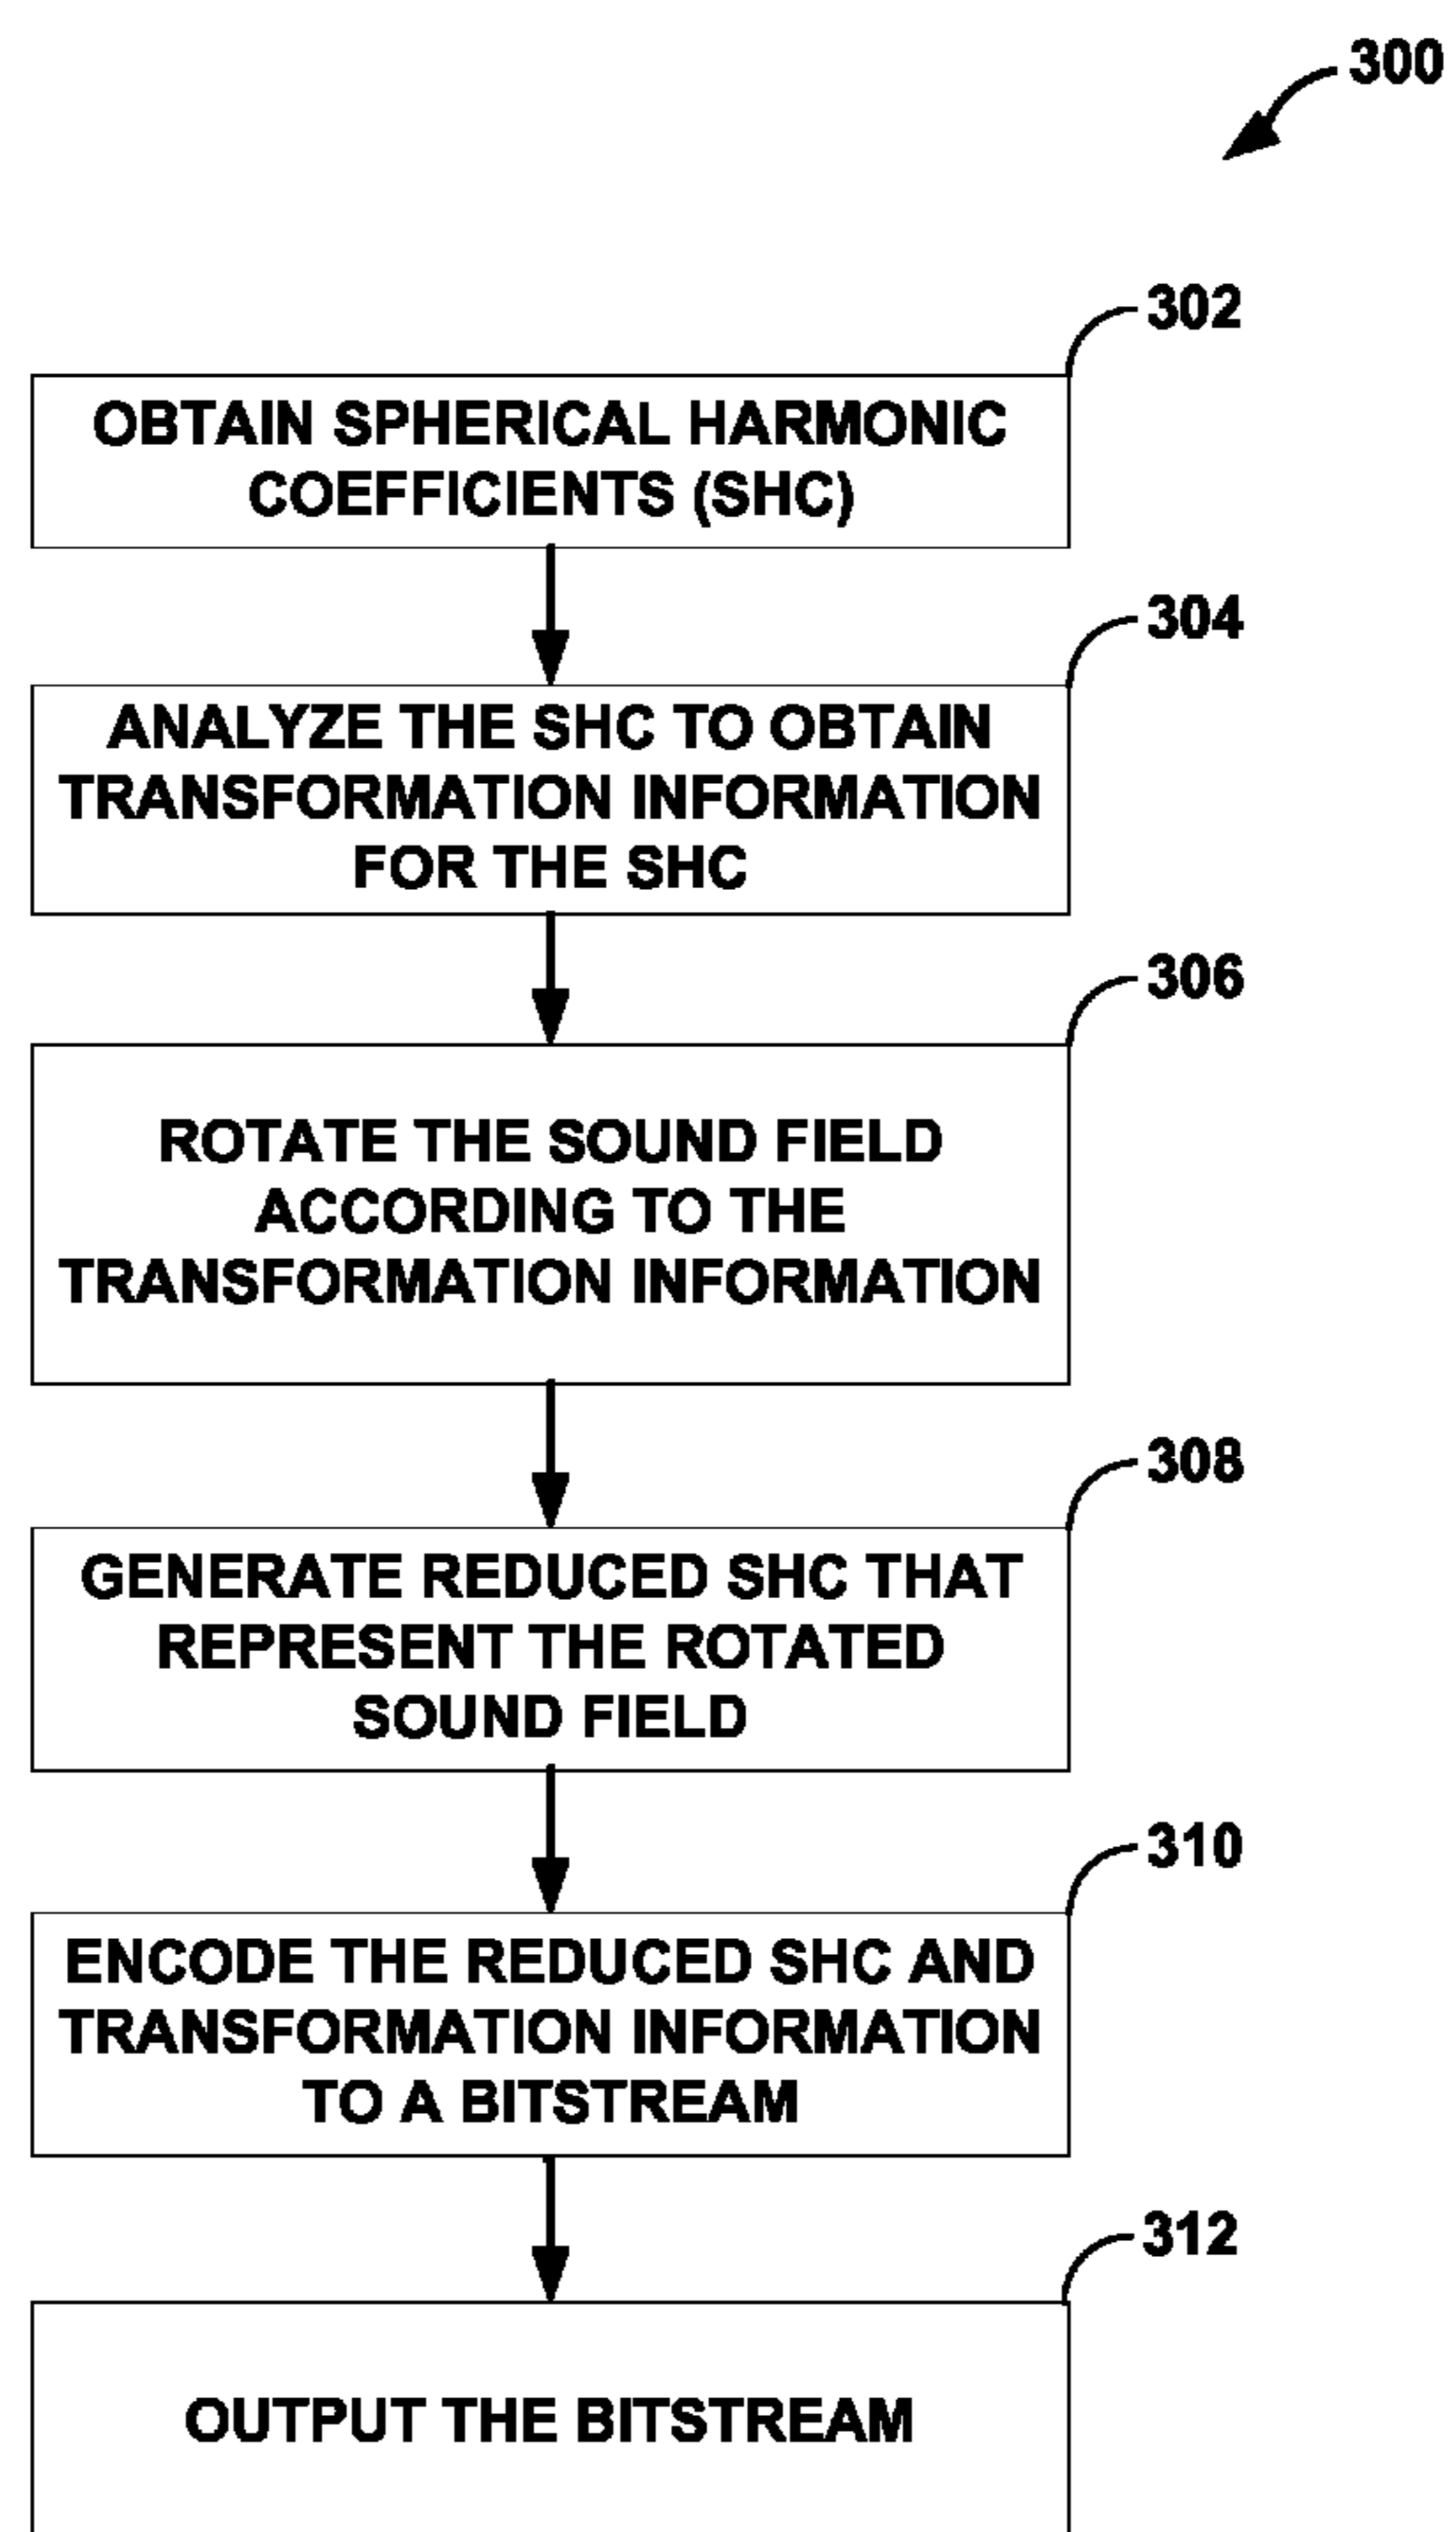 300
302
OBTAIN SPHERICAL HARMONIC
COEFFICIENTS (SHC)
304
ANALYZE THE SHC TO OBTAIN
TRANSFORMATION INFORMATION
FOR THE SHC
306
ROTATE THE SOUND FIELD
ACCORDING TO THE
TRANSFORMATION INFORMATION
308
GENERATE REDUCED SHC THAT
REPRESENT THE ROTATED
SOUND FIELD
310
ENCODE THE REDUCED SHC AND
TRANSFORMATION INFORMATION
TO A BITSTREAM
312
OUTPUT THE BITSTREAM